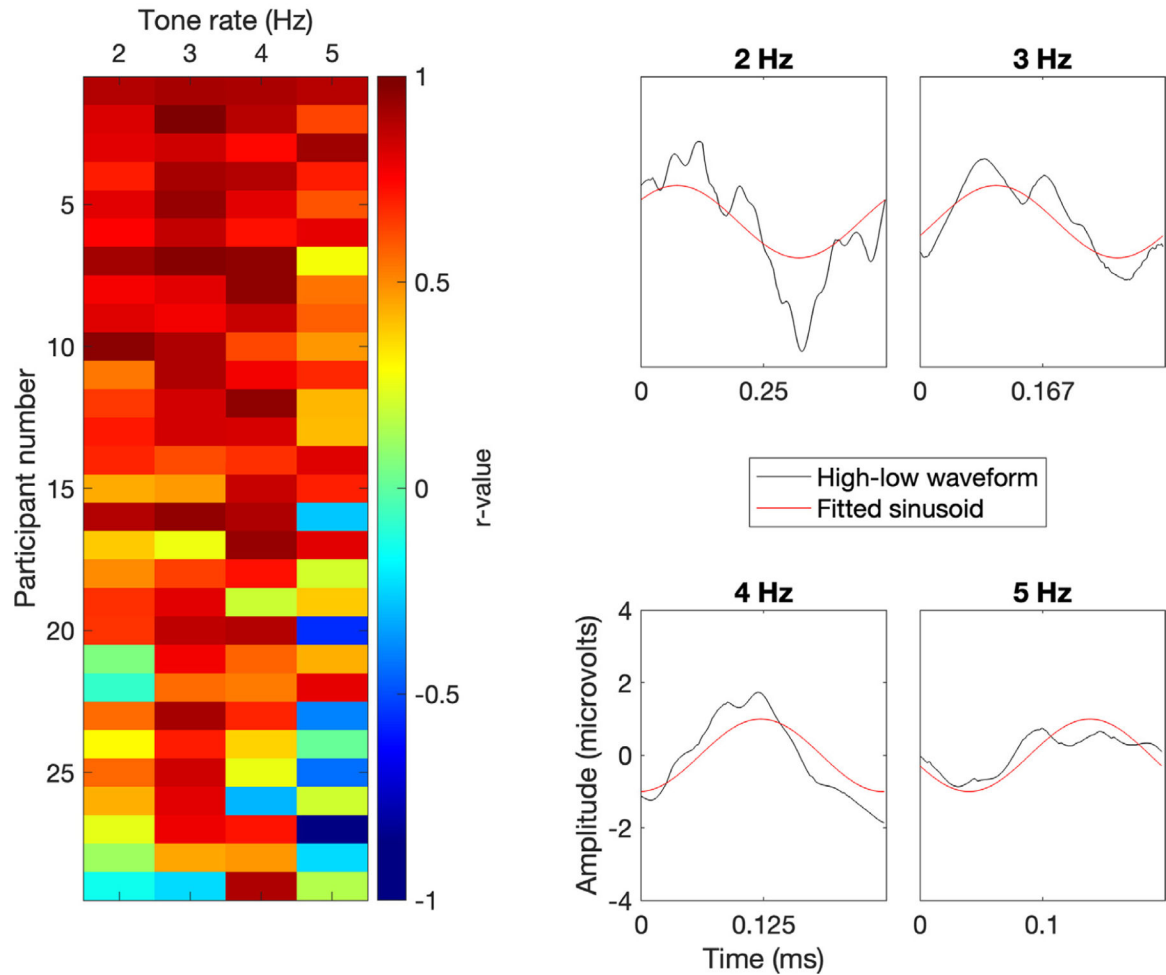 Tone rate (Hz)
2 3 4 5
Participant number
5
10
15
20
25
1
0.5
0
-0.5
-1
r-value
2 Hz
0 0.25
3 Hz
0 0.167
High-low waveform
Fitted sinusoid
4 Hz
Amplitude (microvolts)
4
2
0
-2
-4
0 0.125
Time (ms)
5 Hz
0 0.1